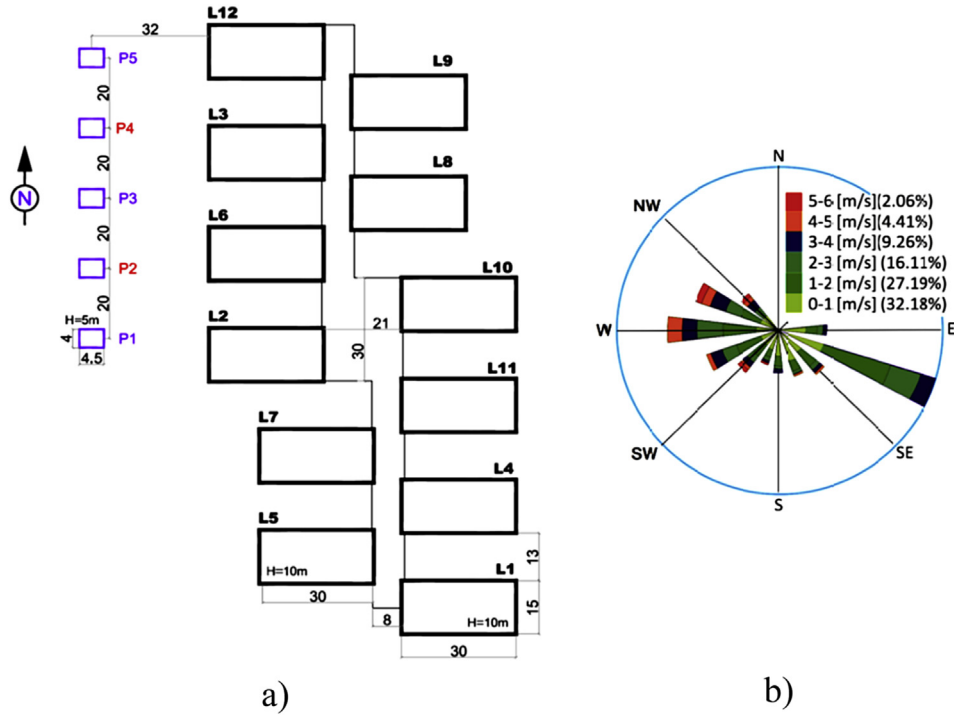 L12
32
P5
L9
20
L3
P4
20
N
P3
L8
L6
20
P2
L10
20
H=5m
L2
21
4
P1
30
4.5
L11
L7
L4
L5
13
H=10m
L1
30
15
8
H=10m
30
a)
N
NW
5-6 [m/s](2.06%)
4-5 [m/s](4.41%)
3-4 [m/s](9.26%)
2-3 [m/s] (16.11%)
1-2 [m/s] (27.19%)
0-1 [m/s] (32.18%)
W
E
SW
SE
S
b)